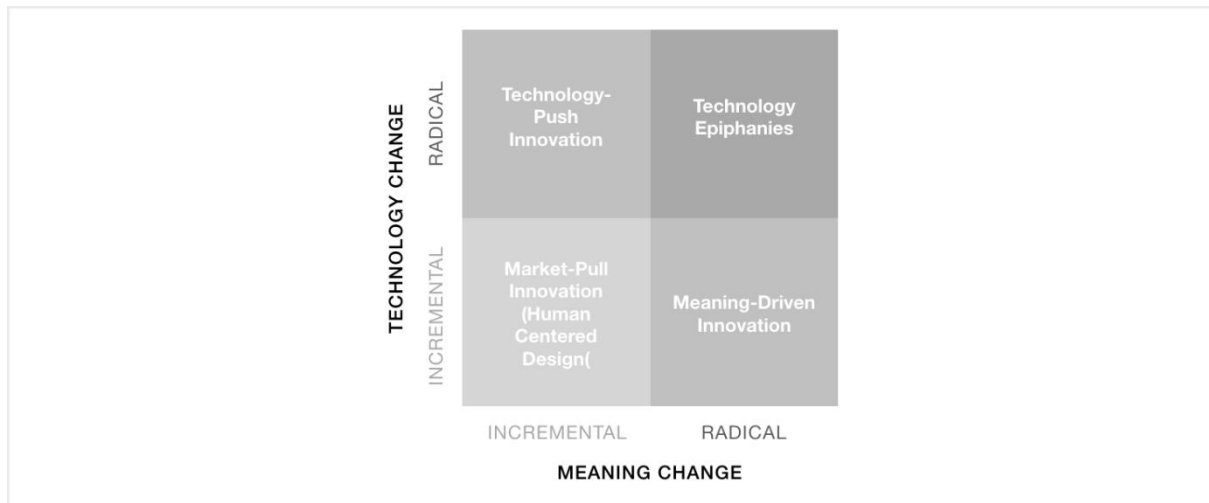 TECHNOLOGY CHANGE
RADICAL
INCREMENTAL
Technology-
Push
Innovation
Technology
Epiphanies
Market-Pull
Innovation
(Human
Centered
Design(
Meaning-Driven
Innovation
INCREMENTAL
RADICAL
MEANING CHANGE